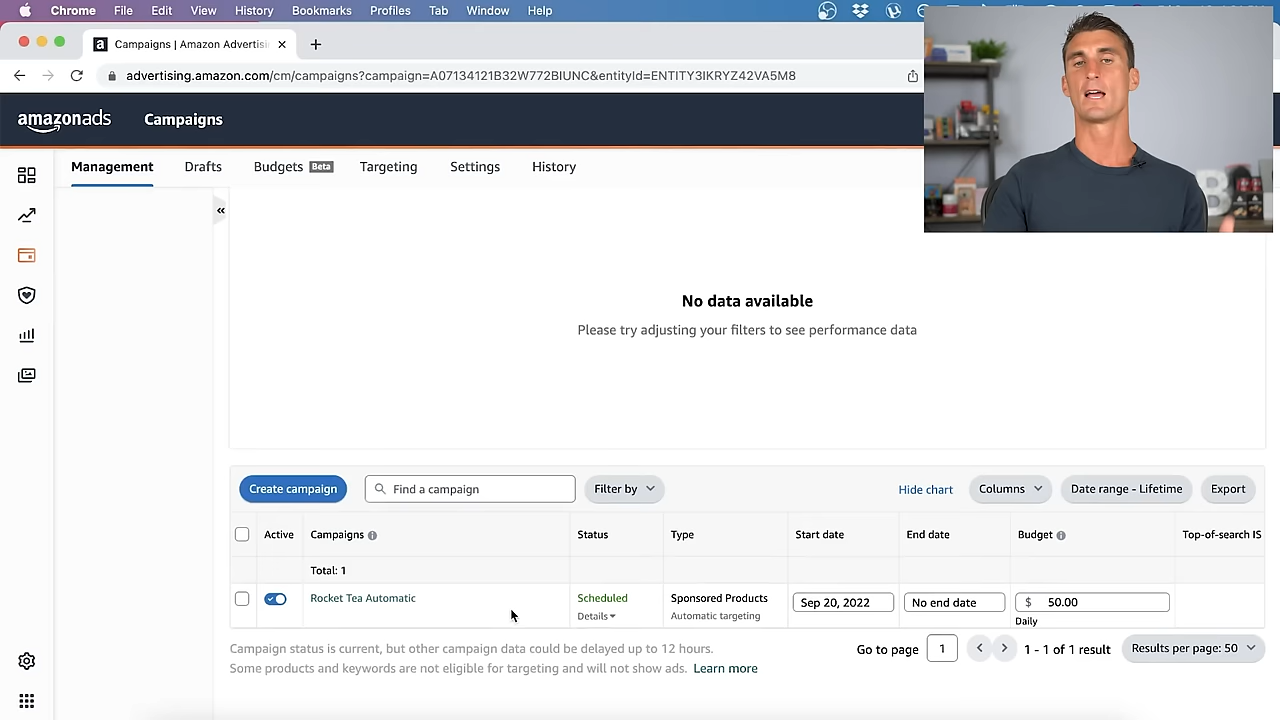 Chrome File Edit View History Bookmarks Profiles Tab Window Help
Campaigns | Amazon Advertisi
advertising.amazon.com/cm/campaigns?campaign=A07134121B32W772BIUNC&entityId=ENTITY3IKRYZ42VA5M8
amazonads Campaigns
Management Drafts Budgets Beta Targeting Settings History
No data available
Please try adjusting your filters to see performance data
Create campaign Find a campaign Filter by Hide chart Columns Date range - Lifetime Export
Active Campaigns Status Type Start date End date Budget Top-of-search IS
Total: 1
Rocket Tea Automatic Scheduled Sponsored Products Sep 20, 2022 No end date $ 50.00
Details Automatic targeting Daily
Campaign status is current, but other campaign data could be delayed up to 12 hours.
Some products and keywords are not eligible for targeting and will not show ads. Learn more
Go to page 1 1 - 1 of 1 result Results per page: 50